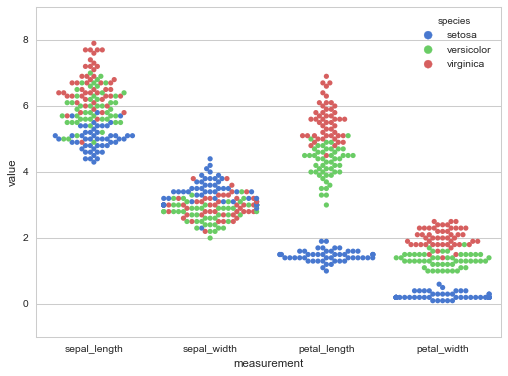 species
setosa
versicolor
virginica
8
6
4
2
0
value
sepal_length sepal_width petal_length petal_width
measurement